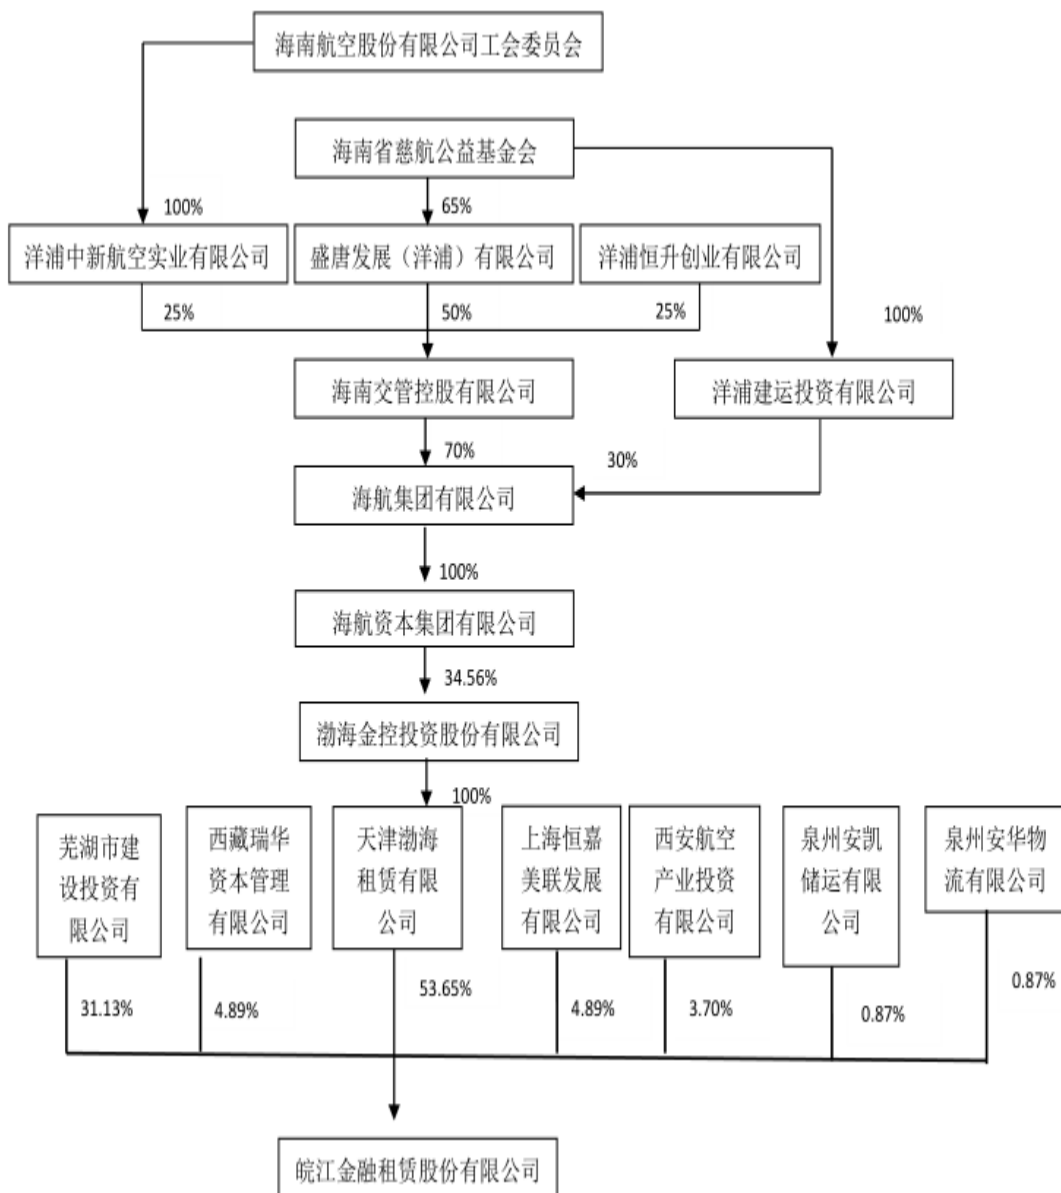 海南航空股份有限公司工会委员会
海南省慈航公益基金会
100%
65%
洋浦中新航空实业有限公司
盛唐发展（洋浦）有限公司
洋浦恒升创业有限公司
25%
50%
25%
100%
海南交管控股有限公司
洋浦建运投资有限公司
70%
30%
海航集团有限公司
100%
海航资本集团有限公司
34.56%
渤海金控投资股份有限公司
100%
芜湖市建
设投资有
限公司
西藏瑞华
资本管理
有限公司
天津渤海
租赁有限
公司
上海恒嘉
美联发展
有限公司
西安航空
产业投资
有限公司
泉州安凯
储运有限
公司
泉州安华物
流有限公司
31.13%
4.89%
53.65%
4.89%
3.70%
0.87%
0.87%
皖江金融租赁股份有限公司